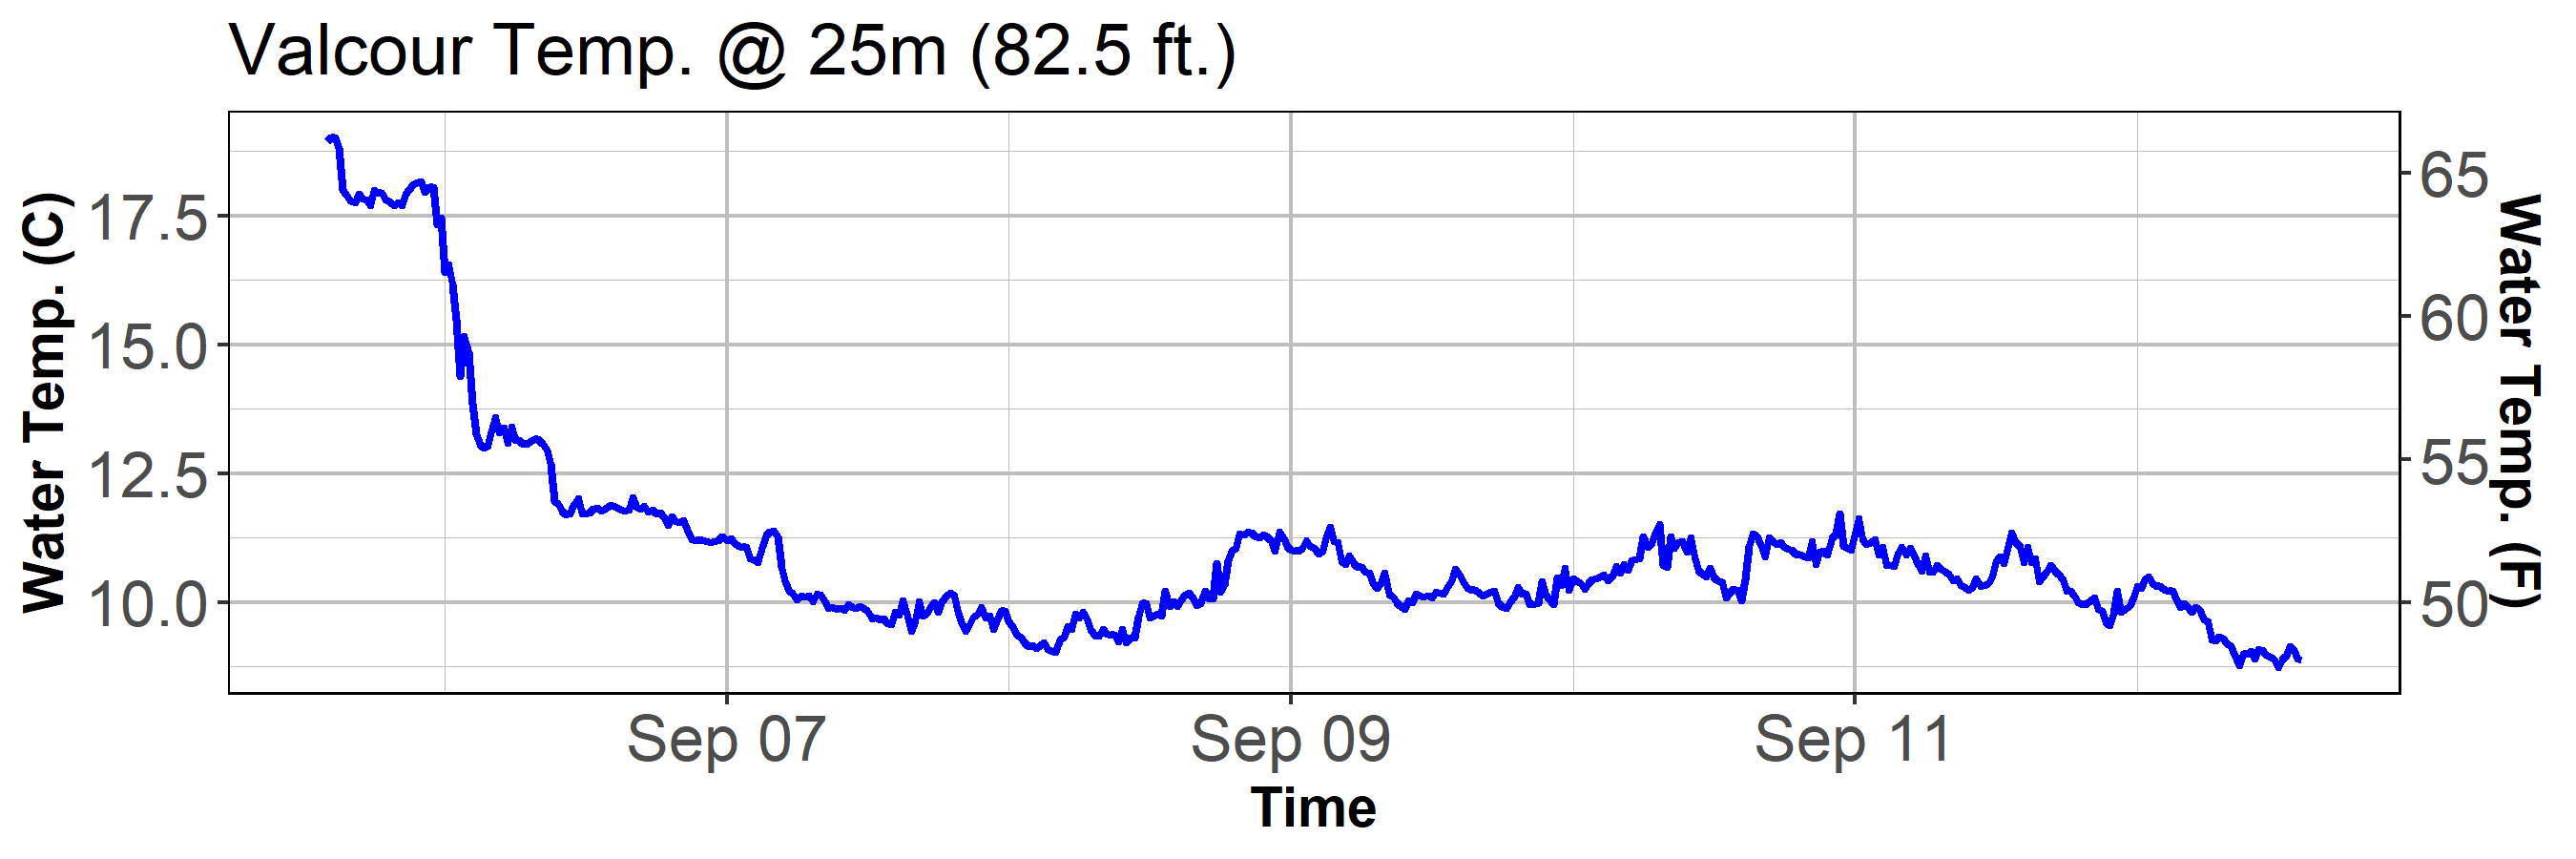 Valcour Temp. @ 25m (82.5 ft.)
Water Temp. (C)
17.5
15.0
12.5
10.0
65
60
55
50
Water Temp. (F)
Sep 07
Sep 09
Sep 11
Time